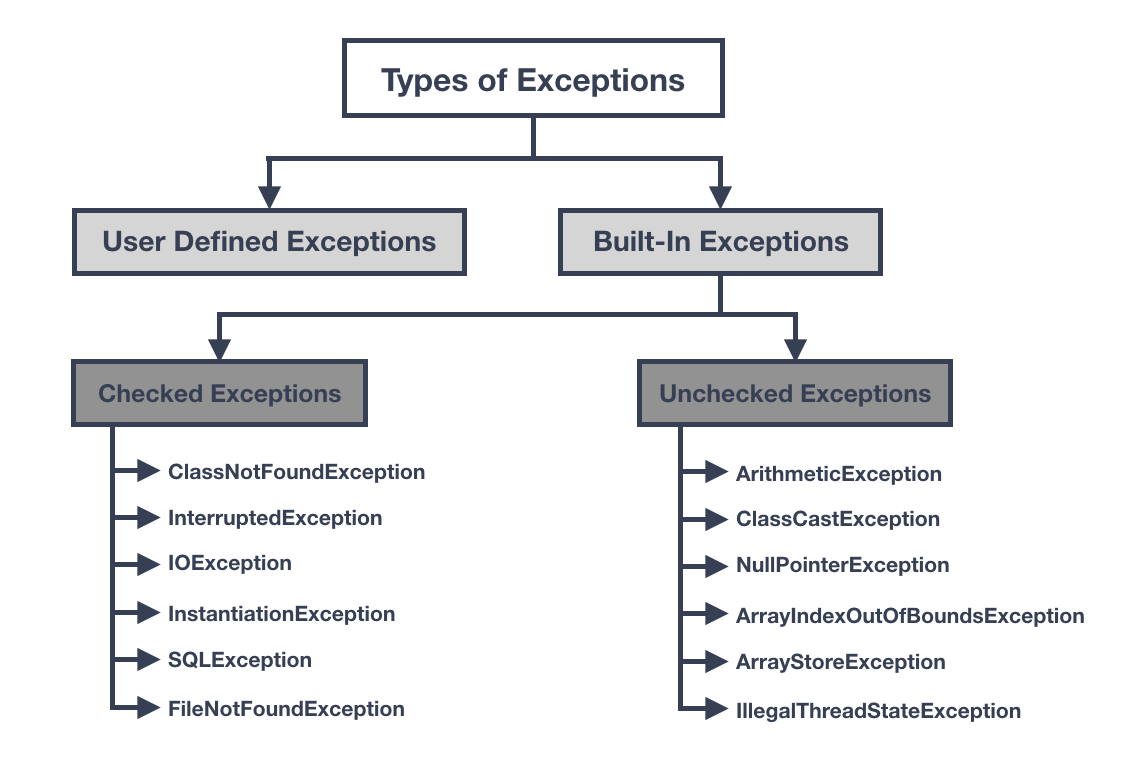 Types of Exceptions
User Defined Exceptions
Built-In Exceptions
Checked Exceptions
ClassNotFoundException
InterruptedException
IOException
InstantiationException
SQLException
FileNotFoundException
Unchecked Exceptions
ArithmeticException
ClassCastException
NullPointerException
ArrayIndexOutOfBoundsException
ArrayStoreException
IllegalThreadStateException